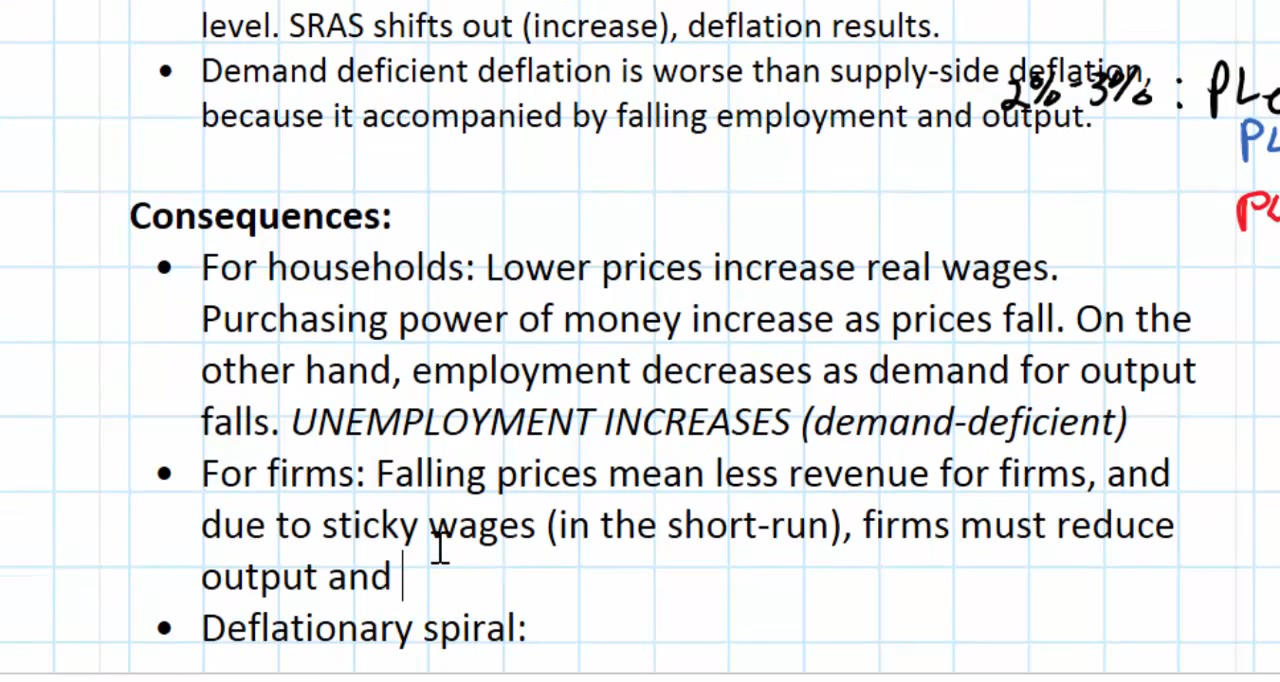 level. SRAS shifts out (increase), deflation results.
• Demand deficient deflation is worse than supply-side deflation,
because it accompanied by falling employment and output.
2%-3% : PL
PL
PL
Consequences:
• For households: Lower prices increase real wages.
Purchasing power of money increase as prices fall. On the
other hand, employment decreases as demand for output
falls. UNEMPLOYMENT INCREASES (demand-deficient)
• For firms: Falling prices mean less revenue for firms, and
due to sticky wages (in the short-run), firms must reduce
output and
• Deflationary spiral: